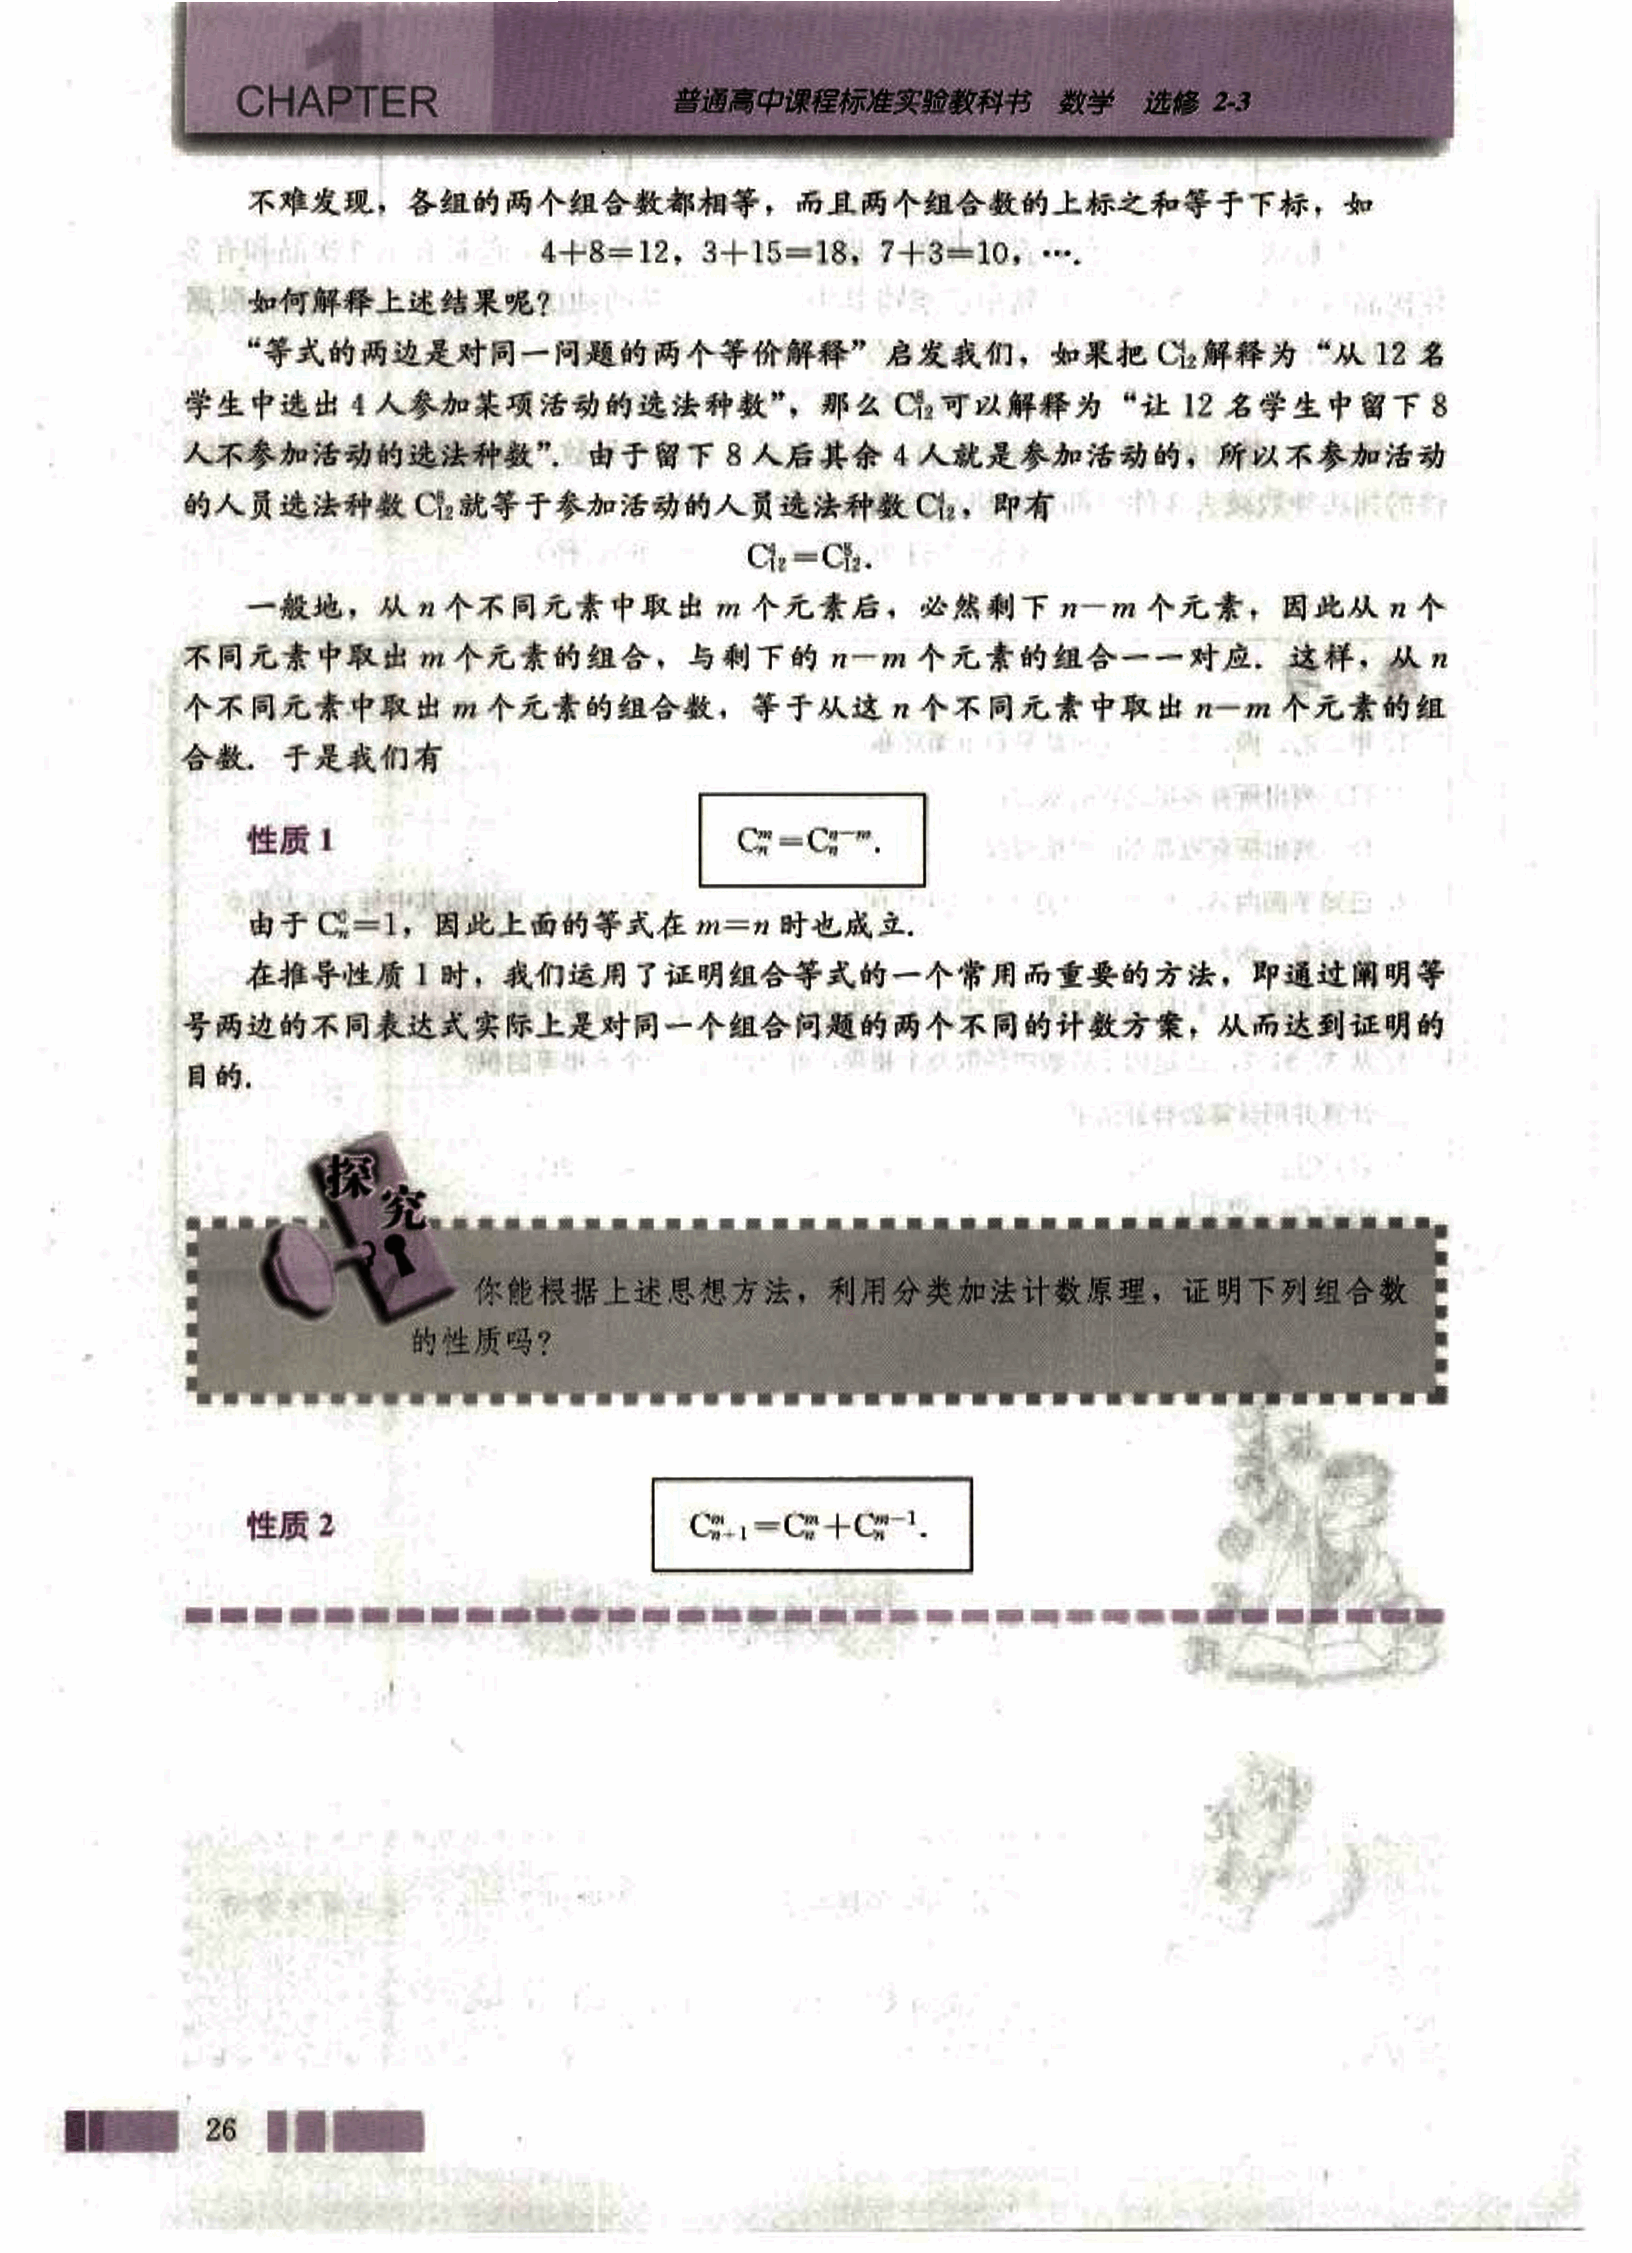 1
CHAPTER
普通高中课程标准实验教科书 数学 选修 2-3
不难发现，各组的两个组合数都相等，而且两个组合数的上标之和等于下标，如
4+8=12，3+15=18，7+3=10，….
如何解释上述结果呢？
“等式的两边是对同一问题的两个等价解释”启发我们，如果把 C₁₂⁴解释为“从 12 名
学生中选出 4 人参加某项活动的选法种数”，那么 C₁₂⁸可以解释为“让 12 名学生中留下 8
人不参加活动的选法种数”．由于留下 8 人后其余 4 人就是参加活动的，所以不参加活动
的人员选法种数 C₁₂⁸就等于参加活动的人员选法种数 C₁₂⁴，即有
C₁₂⁴=C₁₂⁸.
一般地，从 n 个不同元素中取出 m 个元素后，必然剩下 n−m 个元素，因此从 n 个
不同元素中取出 m 个元素的组合，与剩下的 n−m 个元素的组合一一对应．这样，从 n
个不同元素中取出 m 个元素的组合数，等于从这 n 个不同元素中取出 n−m 个元素的组
合数．于是我们有
性质 1
Cₙᵐ=Cₙⁿ⁻ᵐ.
由于 Cₙ⁰=1，因此上面的等式在 m=n 时也成立．
在推导性质 1 时，我们运用了证明组合等式的一个常用而重要的方法，即通过阐明等
号两边的不同表达式实际上是对同一个组合问题的两个不同的计数方案，从而达到证明的
目的．
探究
你能根据上述思想方法，利用分类加法计数原理，证明下列组合数
的性质吗？
性质 2
Cₙ₊₁ᵐ=Cₙᵐ+Cₙᵐ⁻¹.
26